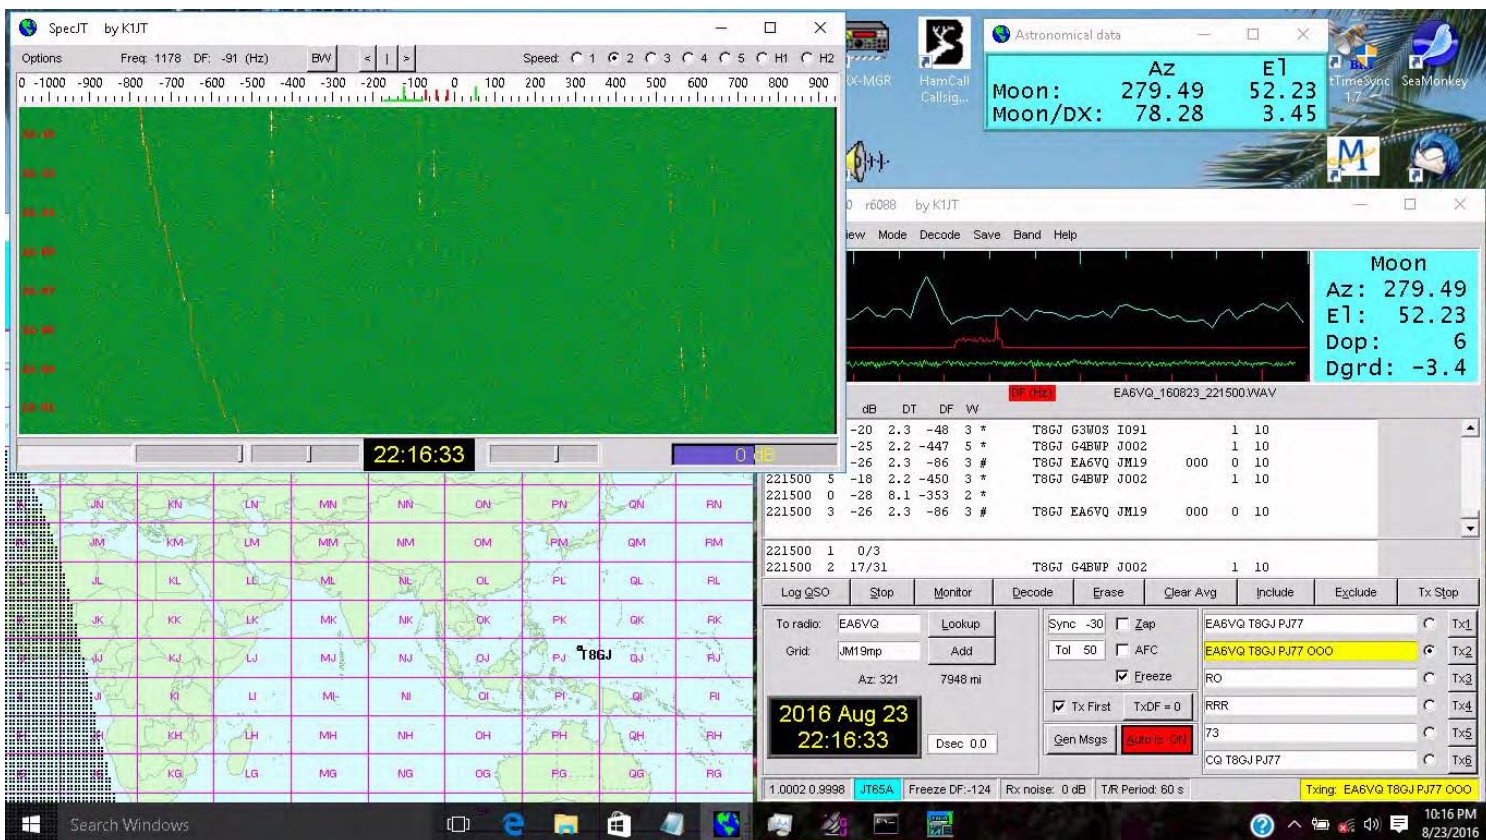 SpecJT by K1JT
Options Freq: 1178 DF: -91 (Hz) BW < | > Speed: 1 2 3 4 5 H1 H2
0 -1000 -900 -800 -700 -600 -500 -400 -300 -200 -100 0 100 200 300 400 500 600 700 800 900
22:16:33
0 dB
X-MGR
HamCall
Callsig...
Astronomical data
Az El
Moon: 279.49 52.23
Moon/DX: 78.28 3.45
tTimeSync
1.7
SeaMonkey
0 r6088 by K1JT
iew Mode Decode Save Band Help
Moon
Az: 279.49
El: 52.23
Dop: 6
Dgrd: -3.4
DF (Hz) EA6VQ_160823_221500.WAV
dB DT DF W
-20 2.3 -48 3 * T8GJ G3WOS IO91 1 10
-25 2.2 -447 5 * T8GJ G4BWP JO02 1 10
-26 2.3 -86 3 # T8GJ EA6VQ JM19 OOO 0 10
221500 5 -18 2.2 -450 3 * T8GJ G4BWP JO02 1 10
221500 0 -28 8.1 -353 2 *
221500 3 -26 2.3 -86 3 # T8GJ EA6VQ JM19 OOO 0 10
221500 1 0/3
221500 2 17/31 T8GJ G4BWP JO02 1 10
Log QSO Stop Monitor Decode Erase Clear Avg Include Exclude Tx Stop
To radio: EA6VQ Lookup
Grid: JM19mp Add
Az: 321 7948 mi
2016 Aug 23
22:16:33
Dsec 0.0
Sync -30 Zap
Tol 50 AFC
Freeze
Tx First TxDF = 0
Gen Msgs Auto is ON
EA6VQ T8GJ PJ77 Tx1
EA6VQ T8GJ PJ77 OOO Tx2
RO Tx3
RRR Tx4
73 Tx5
CQ T8GJ PJ77 Tx6
1.0002 0.9998 JT65A Freeze DF:-124 Rx noise: 0 dB T/R Period: 60 s Txing: EA6VQ T8GJ PJ77 OOO
JN KN LN MN NN ON PN QN RN
JM KM LM MM NM OM PM QM RM
JL KL LL ML NL OL PL QL RL
JK KK LK MK NK OK PK QK RK
JJ KJ LJ MJ NJ OJ PJ T8GJ QJ RJ
JI KI LI MI NI OI PI QI RI
KH LH MH NH OH PH QH RH
KG LG MG NG OG PG QG RG
Search Windows
10:16 PM
8/23/2016